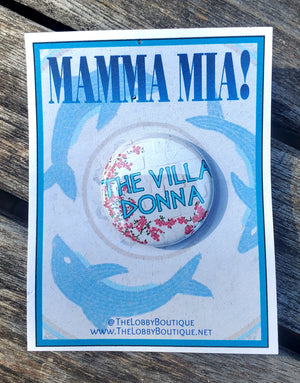 MAMMA MIA!
THE VILLA
DONNA
©TheLobbyBoutique
www.TheLobbyBoutique.net